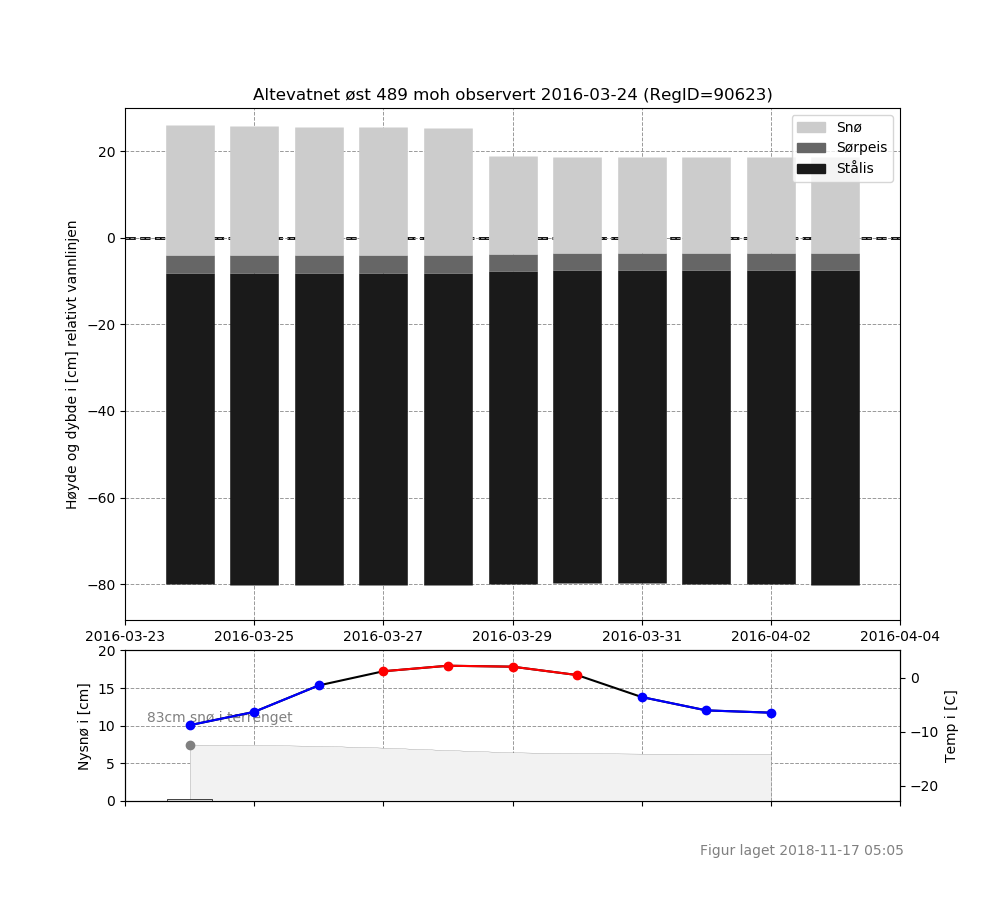 Altevatnet øst 489 moh observert 2016-03-24 (RegID=90623)
Snø
Sørpeis
Stålis
Høyde og dybde i [cm] relativt vannlinjen
20
0
−20
−40
−60
−80
2016-03-23 2016-03-25 2016-03-27 2016-03-29 2016-03-31 2016-04-02 2016-04-04
Nysnø i [cm]
20
15
10
5
0
83cm snø i terrenget
0
−10
−20
Temp i [C]
Figur laget 2018-11-17 05:05